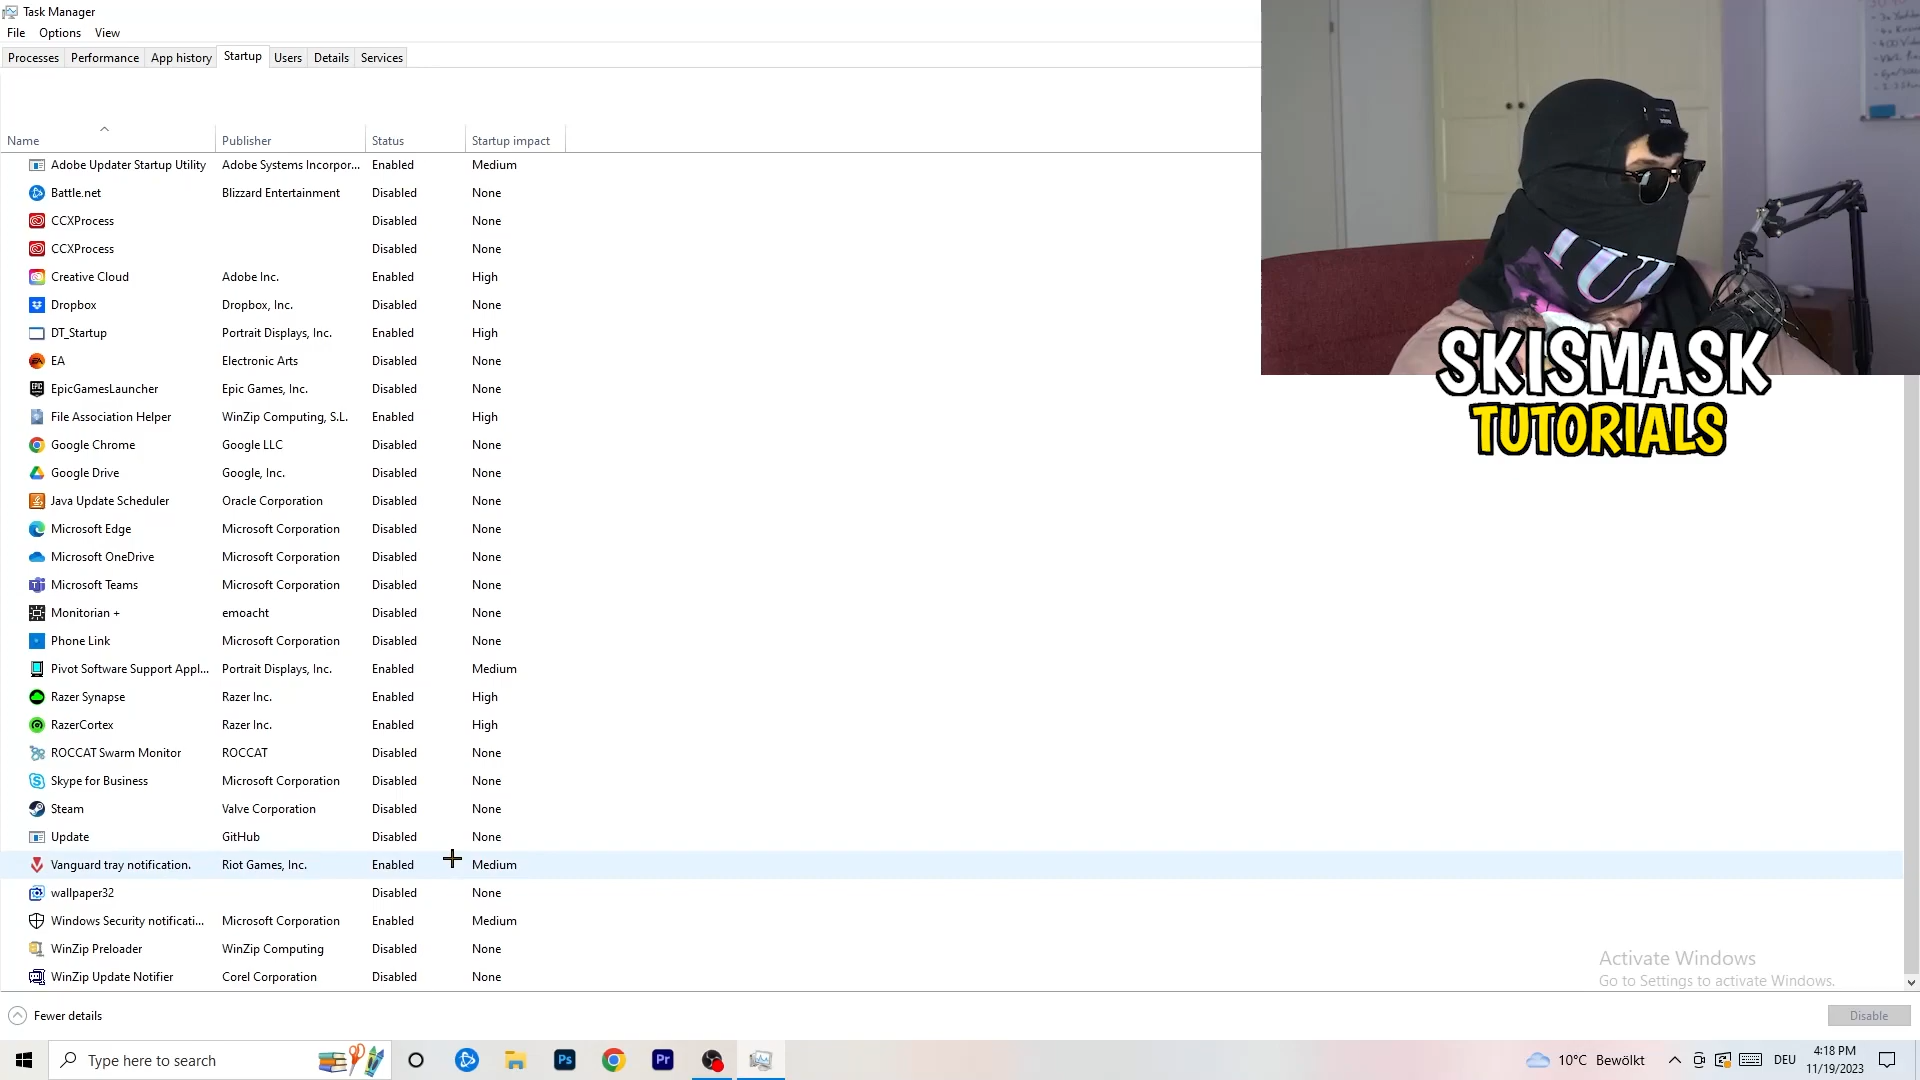 Task Manager
File Options View
Processes Performance App history Startup Users Details Services
Name Publisher Status Startup impact
Adobe Updater Startup Utility Adobe Systems Incorpor... Enabled Medium
Battle.net Blizzard Entertainment Disabled None
CCXProcess Disabled None
CCXProcess Disabled None
Creative Cloud Adobe Inc. Enabled High
Dropbox Dropbox, Inc. Disabled None
DT_Startup Portrait Displays, Inc. Enabled High
EA Electronic Arts Disabled None
EpicGamesLauncher Epic Games, Inc. Disabled None
File Association Helper WinZip Computing, S.L. Enabled High
Google Chrome Google LLC Disabled None
Google Drive Google, Inc. Disabled None
Java Update Scheduler Oracle Corporation Disabled None
Microsoft Edge Microsoft Corporation Disabled None
Microsoft OneDrive Microsoft Corporation Disabled None
Microsoft Teams Microsoft Corporation Disabled None
Monitorian + emoacht Disabled None
Phone Link Microsoft Corporation Disabled None
Pivot Software Support Appl... Portrait Displays, Inc. Enabled Medium
Razer Synapse Razer Inc. Enabled High
RazerCortex Razer Inc. Enabled High
ROCCAT Swarm Monitor ROCCAT Disabled None
Skype for Business Microsoft Corporation Disabled None
Steam Valve Corporation Disabled None
Update GitHub Disabled None
Vanguard tray notification. Riot Games, Inc. Enabled Medium
wallpaper32 Disabled None
Windows Security notificati... Microsoft Corporation Enabled Medium
WinZip Preloader WinZip Computing Disabled None
WinZip Update Notifier Corel Corporation Disabled None
SKISMASK
TUTORIALS
Activate Windows
Go to Settings to activate Windows.
Fewer details
Disable
Type here to search
Ps
Pr
10°C Bewölkt
DEU
4:18 PM
11/19/2023